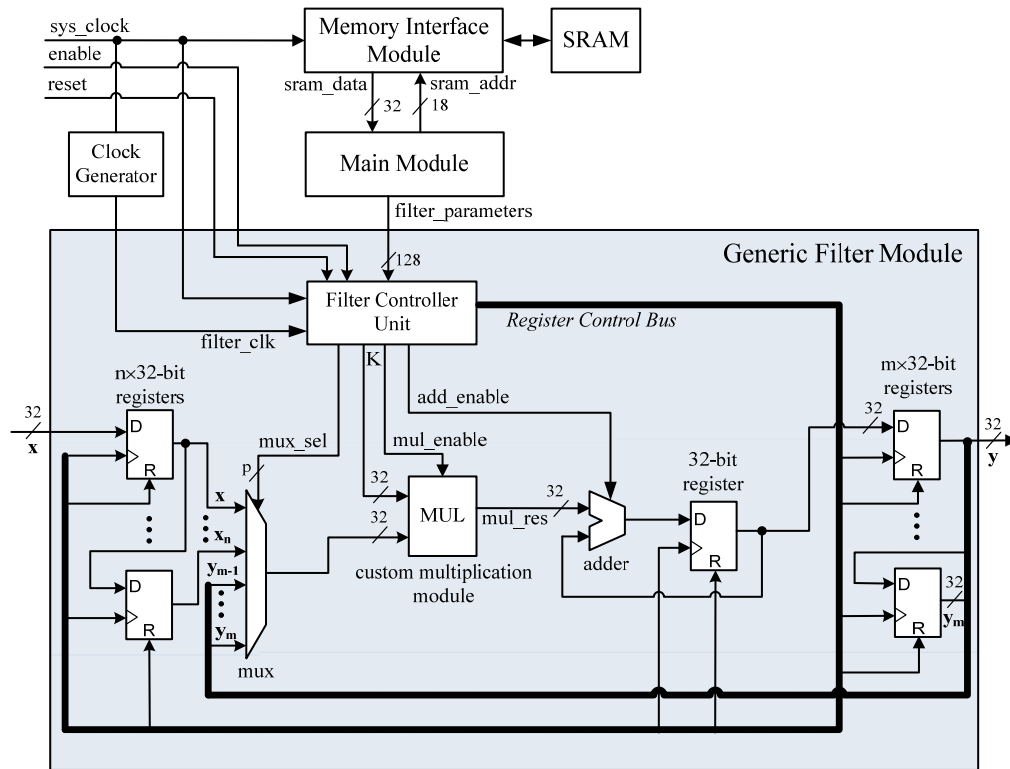 sys_clock
enable
reset
Memory Interface
Module
SRAM
sram_data
sram_addr
32
18
Clock
Generator
Main Module
filter_parameters
128
Generic Filter Module
Filter Controller
Unit
Register Control Bus
filter_clk
K
n×32-bit
registers
add_enable
m×32-bit
registers
32
x
D
R
mux_sel
p
mul_enable
32
32
MUL
custom multiplication
module
mul_res
32
adder
32-bit
register
D
R
32
D
R
32
y
x
xn
ym-1
ym
mux
D
R
D
R
32
ym